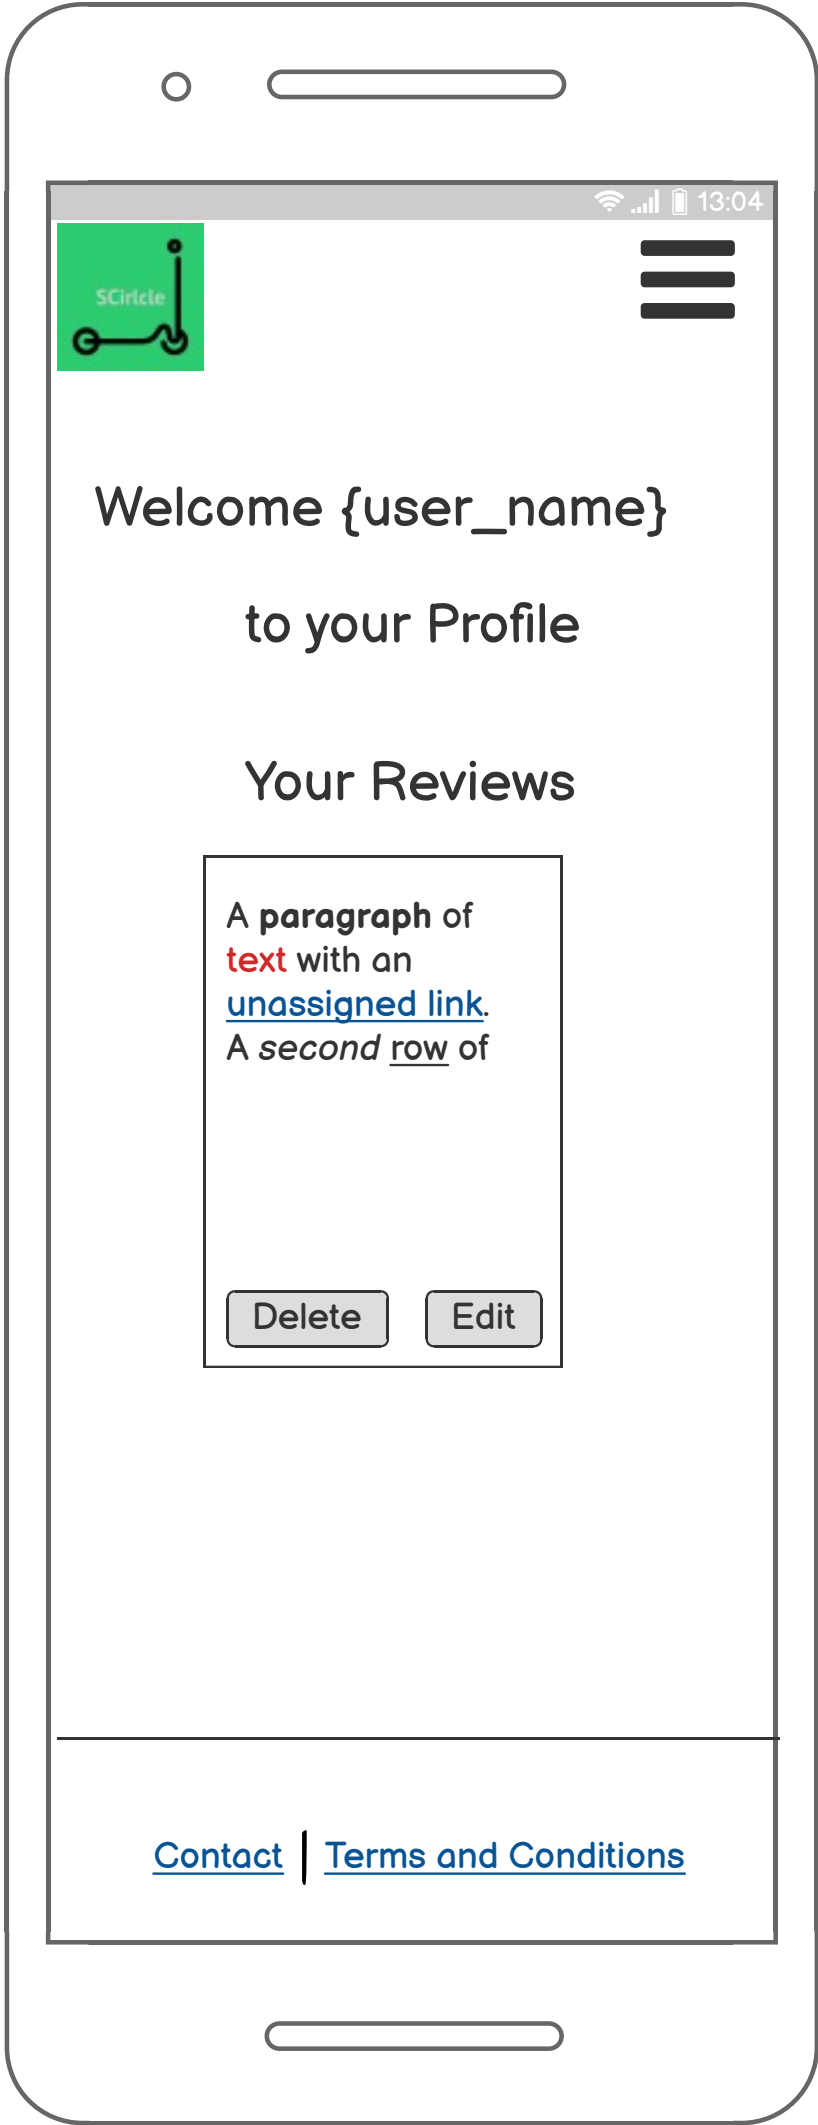 13:04
SCirlcle
Welcome {user_name}
to your Profile
Your Reviews
A paragraph of
text with an
unassigned link.
A second row of
Delete
Edit
Contact | Terms and Conditions